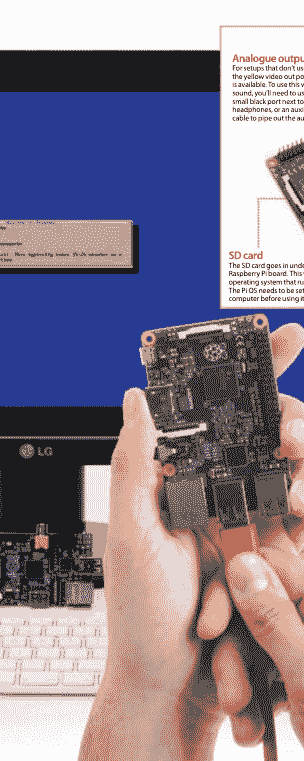 Analogue outpu
For setups that don't us
the yellow video out po
is available. To use this w
sound, you'll need to us
small black port next to
headphones, or an auxi
cable to pipe out the au
SD card
The SD card goes in unde
Raspberry Pi board. This
operating system that ru
The Pi OS needs to be set
computer before using it
LG